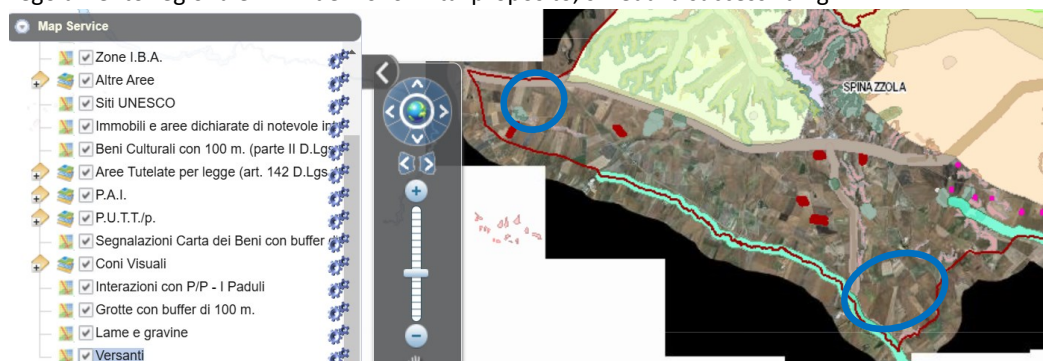 Map Service
Zone I.B.A.
Altre Aree
Siti UNESCO
Immobili e aree dichiarate di notevole in
Beni Culturali con 100 m. (parte II D.Lgs
Aree Tutelate per legge (art. 142 D.Lgs.
P.A.I.
P.U.T.T./p.
Segnalazioni Carta dei Beni con buffer
Coni Visuali
Interazioni con P/P - I Paduli
Grotte con buffer di 100 m.
Lame e gravine
Versanti
SPINAZZOLA